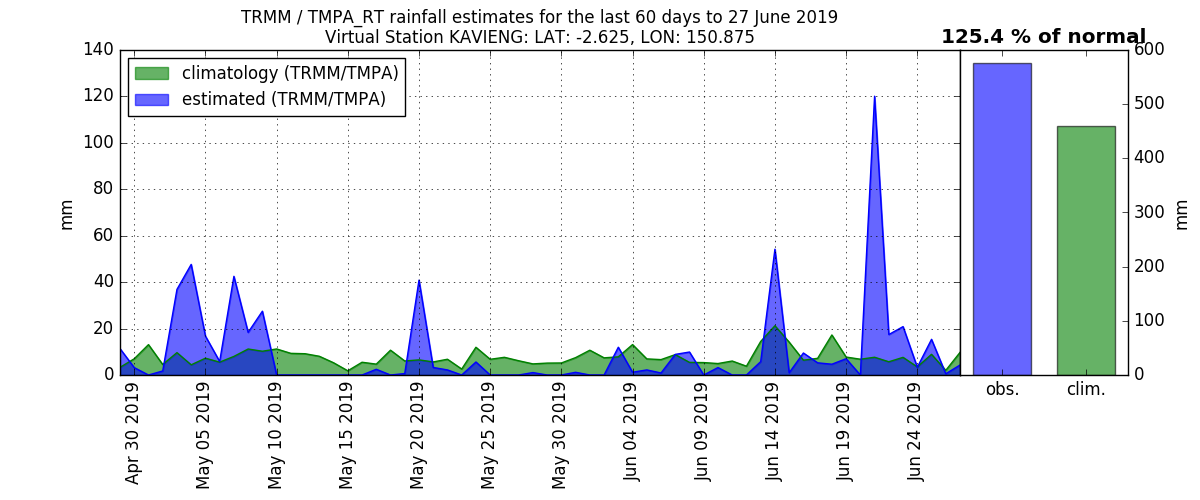 TRMM / TMPA_RT rainfall estimates for the last 60 days to 27 June 2019
Virtual Station KAVIENG: LAT: -2.625, LON: 150.875
125.4 % of normal
climatology (TRMM/TMPA)
estimated (TRMM/TMPA)
140
120
100
80
60
40
20
0
mm
Apr 30 2019
May 05 2019
May 10 2019
May 15 2019
May 20 2019
May 25 2019
May 30 2019
Jun 04 2019
Jun 09 2019
Jun 14 2019
Jun 19 2019
Jun 24 2019
600
500
400
300
200
100
0
mm
obs.
clim.